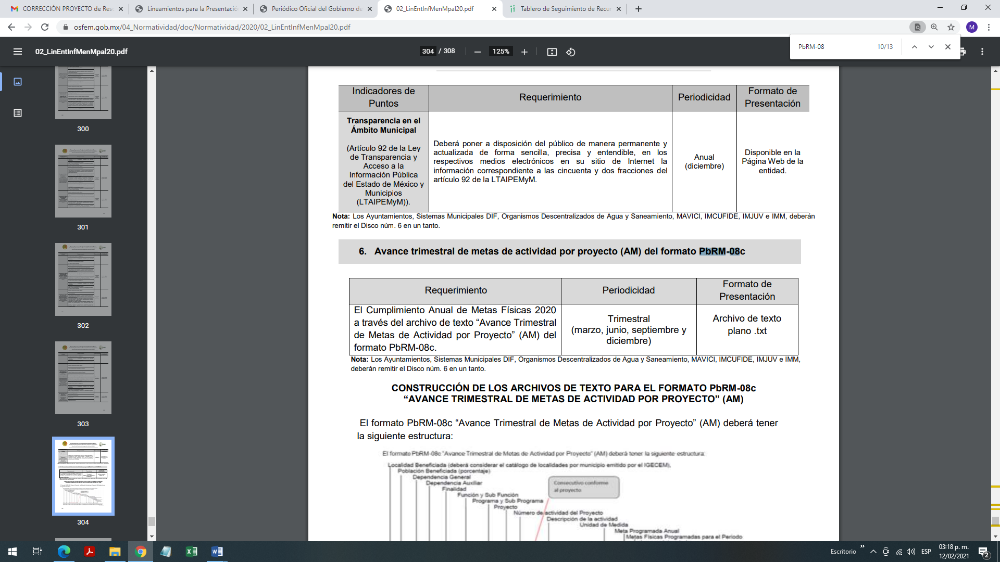 CORRECCIÓN PROYECTO de Res
Lineamientos para la Presentació
Periódico Oficial del Gobierno de
02_LinEntInfMenMpal20.pdf
Tablero de Seguimiento de Recur
osfem.gob.mx/04_Normatividad/doc/Normatividad/2020/02_LinEntInfMenMpal20.pdf
M
02_LinEntInfMenMpal20.pdf
304 / 308
125%
PbRM-08
10/13
300
301
302
303
304
Indicadores de Puntos
Requerimiento
Periodicidad
Formato de Presentación
Transparencia en el
Ámbito Municipal
(Artículo 92 de la Ley
de Transparencia y
Acceso a la
Información Pública
del Estado de México y
Municipios
(LTAIPEMyM)).
Deberá poner a disposición del público de manera permanente y
actualizada de forma sencilla, precisa y entendible, en los
respectivos medios electrónicos en su sitio de Internet la
información correspondiente a las cincuenta y dos fracciones del
artículo 92 de la LTAIPEMyM.
Anual
(diciembre)
Disponible en la
Página Web de la
entidad.
Nota: Los Ayuntamientos, Sistemas Municipales DIF, Organismos Descentralizados de Agua y Saneamiento, MAVICI, IMCUFIDE, IMJUV e IMM, deberán
remitir el Disco núm. 6 en un tanto.
6. Avance trimestral de metas de actividad por proyecto (AM) del formato PbRM-08c
Requerimiento
Periodicidad
Formato de
Presentación
El Cumplimiento Anual de Metas Físicas 2020
a través del archivo de texto “Avance Trimestral
de Metas de Actividad por Proyecto” (AM) del
formato PbRM-08c.
Trimestral
(marzo, junio, septiembre y
diciembre)
Archivo de texto
plano .txt
Nota: Los Ayuntamientos, Sistemas Municipales DIF, Organismos Descentralizados de Agua y Saneamiento, MAVICI, IMCUFIDE, IMJUV e IMM,
deberán remitir el Disco núm. 6 en un tanto.
CONSTRUCCIÓN DE LOS ARCHIVOS DE TEXTO PARA EL FORMATO PbRM-08c
“AVANCE TRIMESTRAL DE METAS DE ACTIVIDAD POR PROYECTO” (AM)
El formato PbRM-08c “Avance Trimestral de Metas de Actividad por Proyecto” (AM) deberá tener
la siguiente estructura:
El formato PbRM-08c "Avance Trimestral de Metas de Actividad por Proyecto" (AM) deberá tener la siguiente estructura:
Localidad Beneficiada (deberá considerar el catálogo de localidades por municipio emitido por el IGECEM),
Población Beneficiada (porcentaje)
Dependencia General
Dependencia Auxiliar
Finalidad
Función y Sub Función
Programa y Sub Programa
Proyecto
Número de actividad del Proyecto
Descripción de la actividad
Unidad de Medida
Meta Programada Anual
Metas Físicas Programadas para el Periodo
Consecutivo conforme
al proyecto
Escritorio
ESP
03:18 p. m.
12/02/2021
2